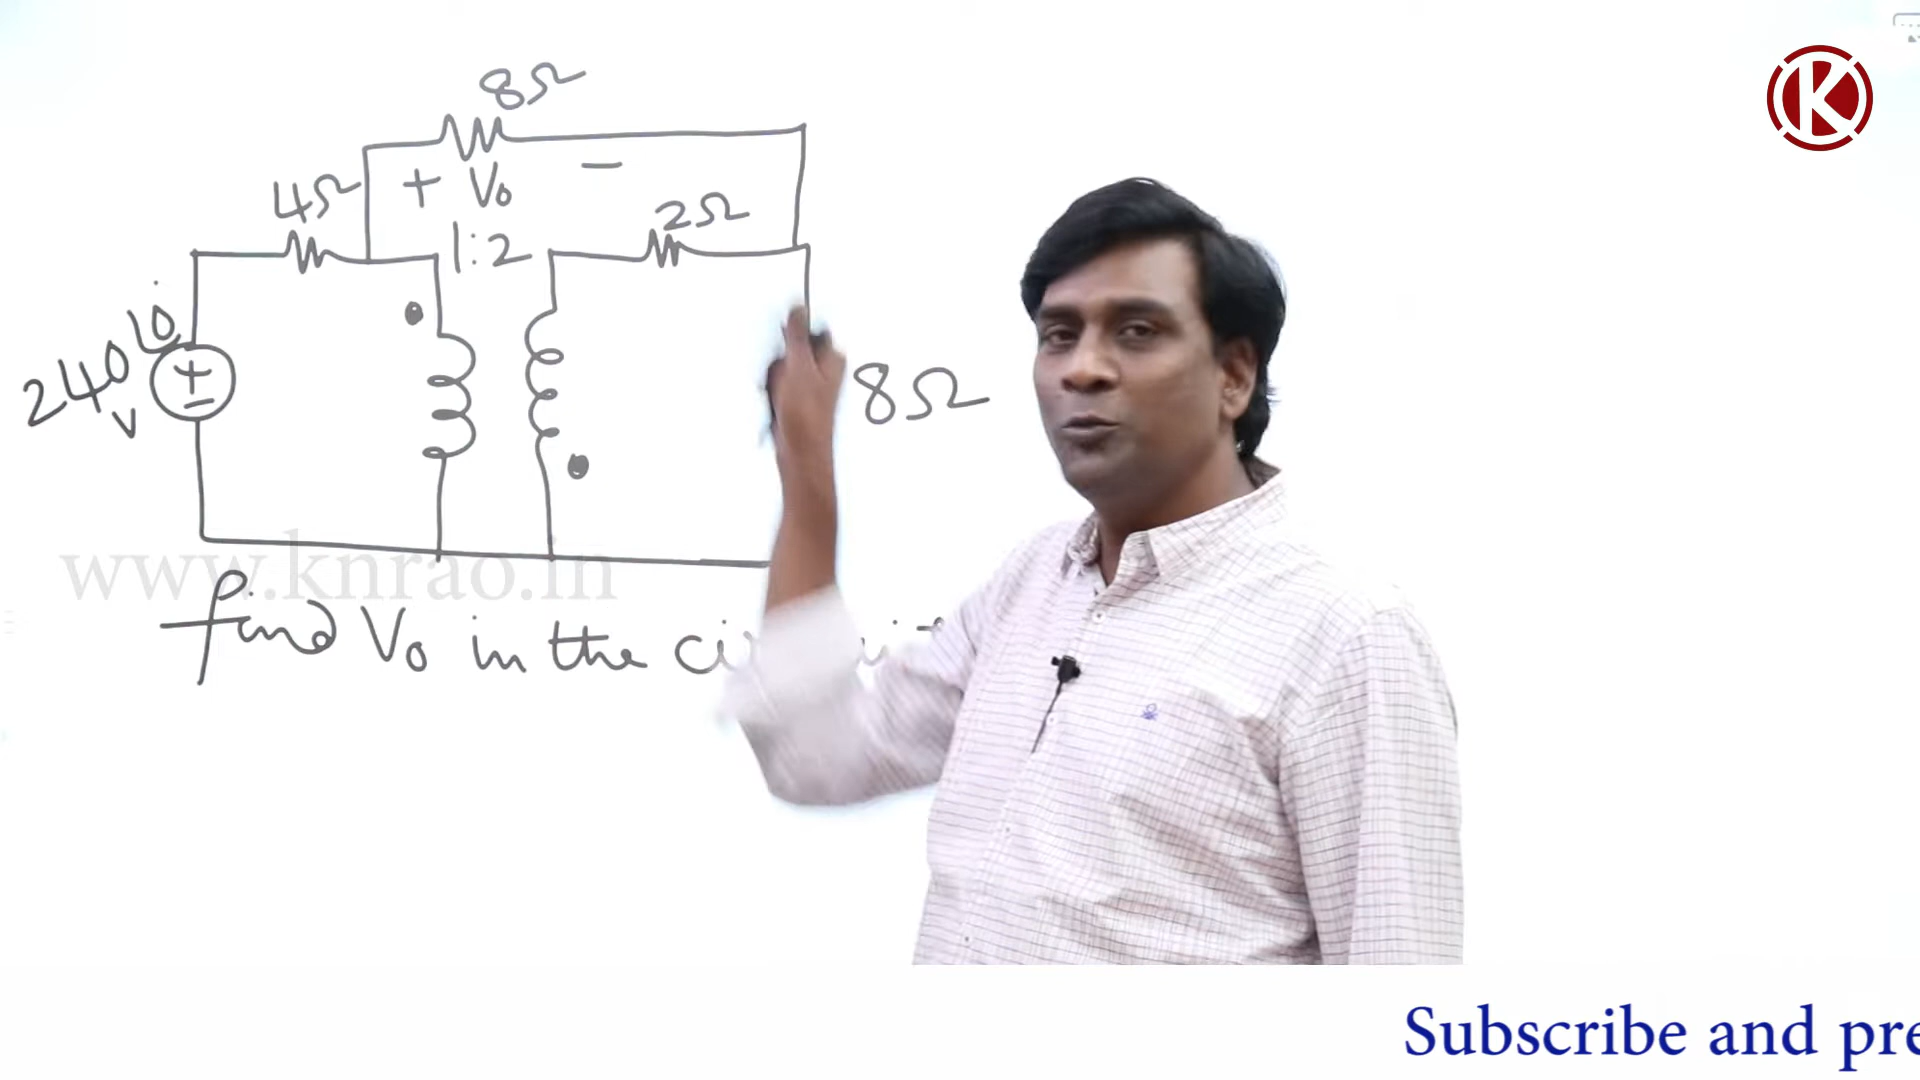 8Ω
4Ω + V₀ −
2Ω
1:2
240 ∠0° V
+
−
8Ω
www.knrao.in
find V₀ in the
K
Subscribe and pre